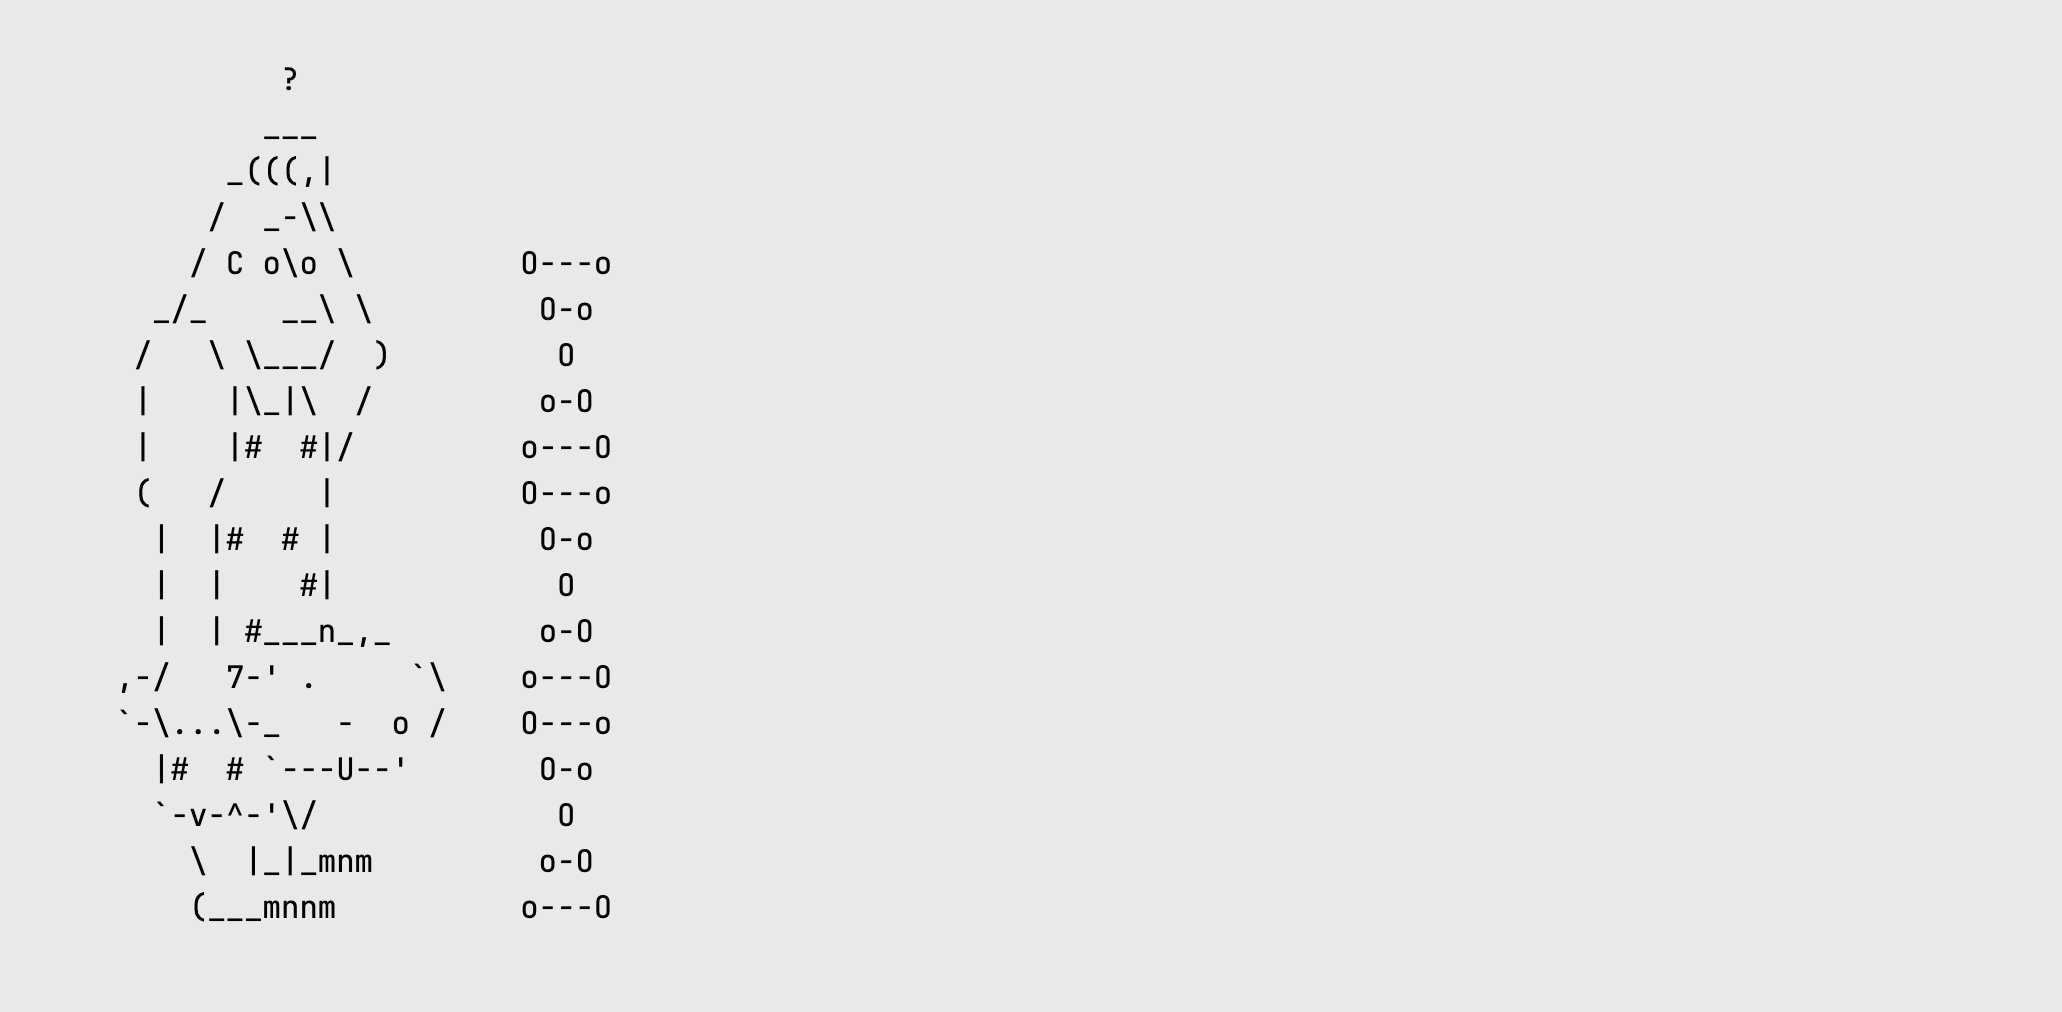 ?
        ___
      _(((,|
     /  _-\\
    / C o\o \         O---o
  _/_    __\ \         O-o
 /   \ \___/  )         O
 |    |\_|\  /         o-O
 |    |#  #|/         o---O
 (   /     |          O---o
  |  |#  # |           O-o
  |  |    #|            O
  |  | #___n_,_        o-O
,-/   7-' .     `\    o---O
`-\...\-_   -  o /    O---o
  |#  # `---U--'       O-o
  `-v-^-'\/             O
    \  |_|_mnm         o-O
    (___mnnm          o---O